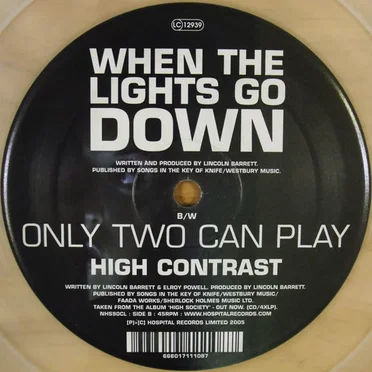 LC 12939
WHEN THE
LIGHTS GO
DOWN
WRITTEN AND PRODUCED BY LINCOLN BARRETT.
PUBLISHED BY SONGS IN THE KEY OF KNIFE/WESTBURY MUSIC.
B/W
ONLY TWO CAN PLAY
HIGH CONTRAST
WRITTEN BY LINCOLN BARRETT & ELROY POWELL. PRODUCED BY LINCOLN BARRETT.
PUBLISHED BY SONGS IN THE KEY OF KNIFE/WESTBURY MUSIC/
FAADA WORKS/SHERLOCK HOLMES MUSIC LTD.
TAKEN FROM THE ALBUM 'HIGH SOCIETY' - OUT NOW (CD/4XLP).
NHS90CL : SIDE B : 45RPM : WWW.HOSPITALRECORDS.COM
[P]+[C] HOSPITAL RECORDS LIMITED 2005
666017111087